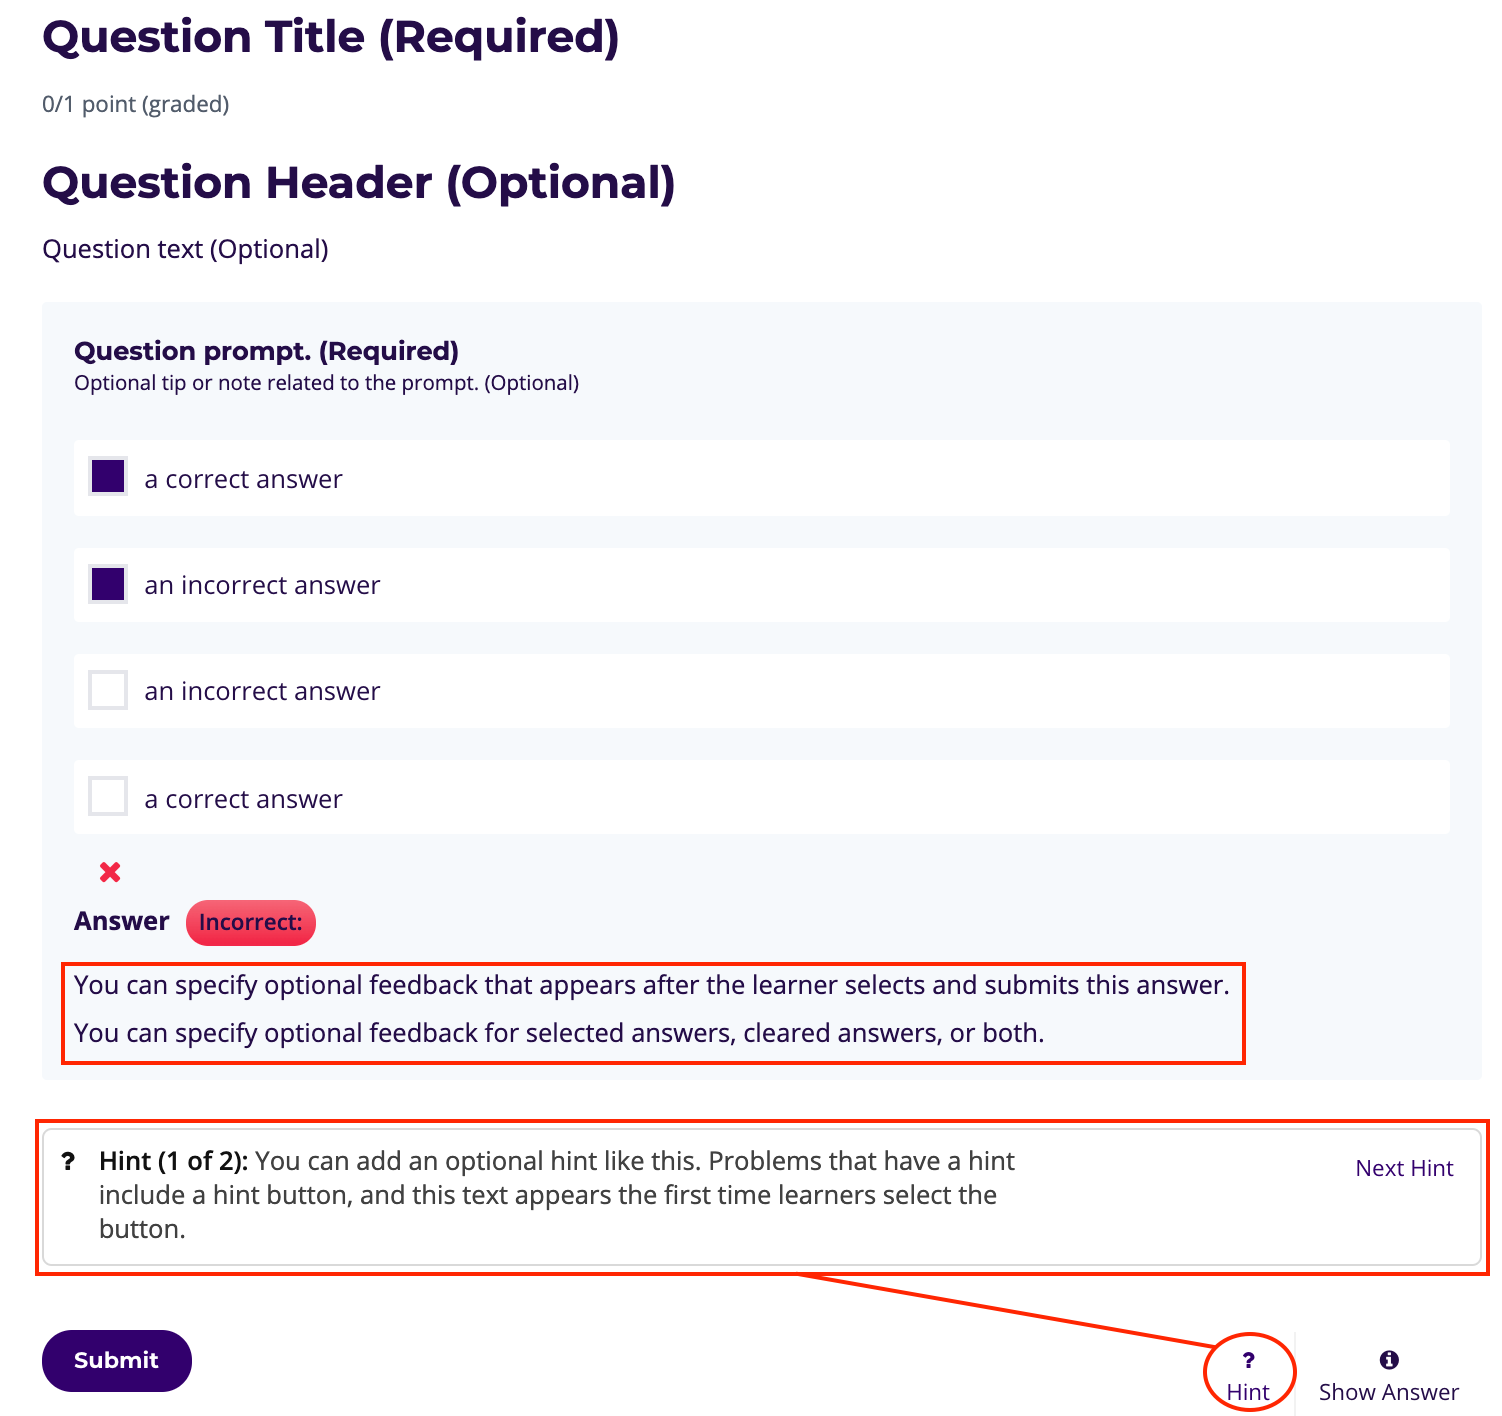 Question Title (Required)
0/1 point (graded)
Question Header (Optional)
Question text (Optional)
Question prompt. (Required)
Optional tip or note related to the prompt. (Optional)
a correct answer
an incorrect answer
an incorrect answer
a correct answer
Answer Incorrect:
You can specify optional feedback that appears after the learner selects and submits this answer.
You can specify optional feedback for selected answers, cleared answers, or both.
? Hint (1 of 2): You can add an optional hint like this. Problems that have a hint
include a hint button, and this text appears the first time learners select the
button.
Next Hint
Submit
?
Hint
Show Answer